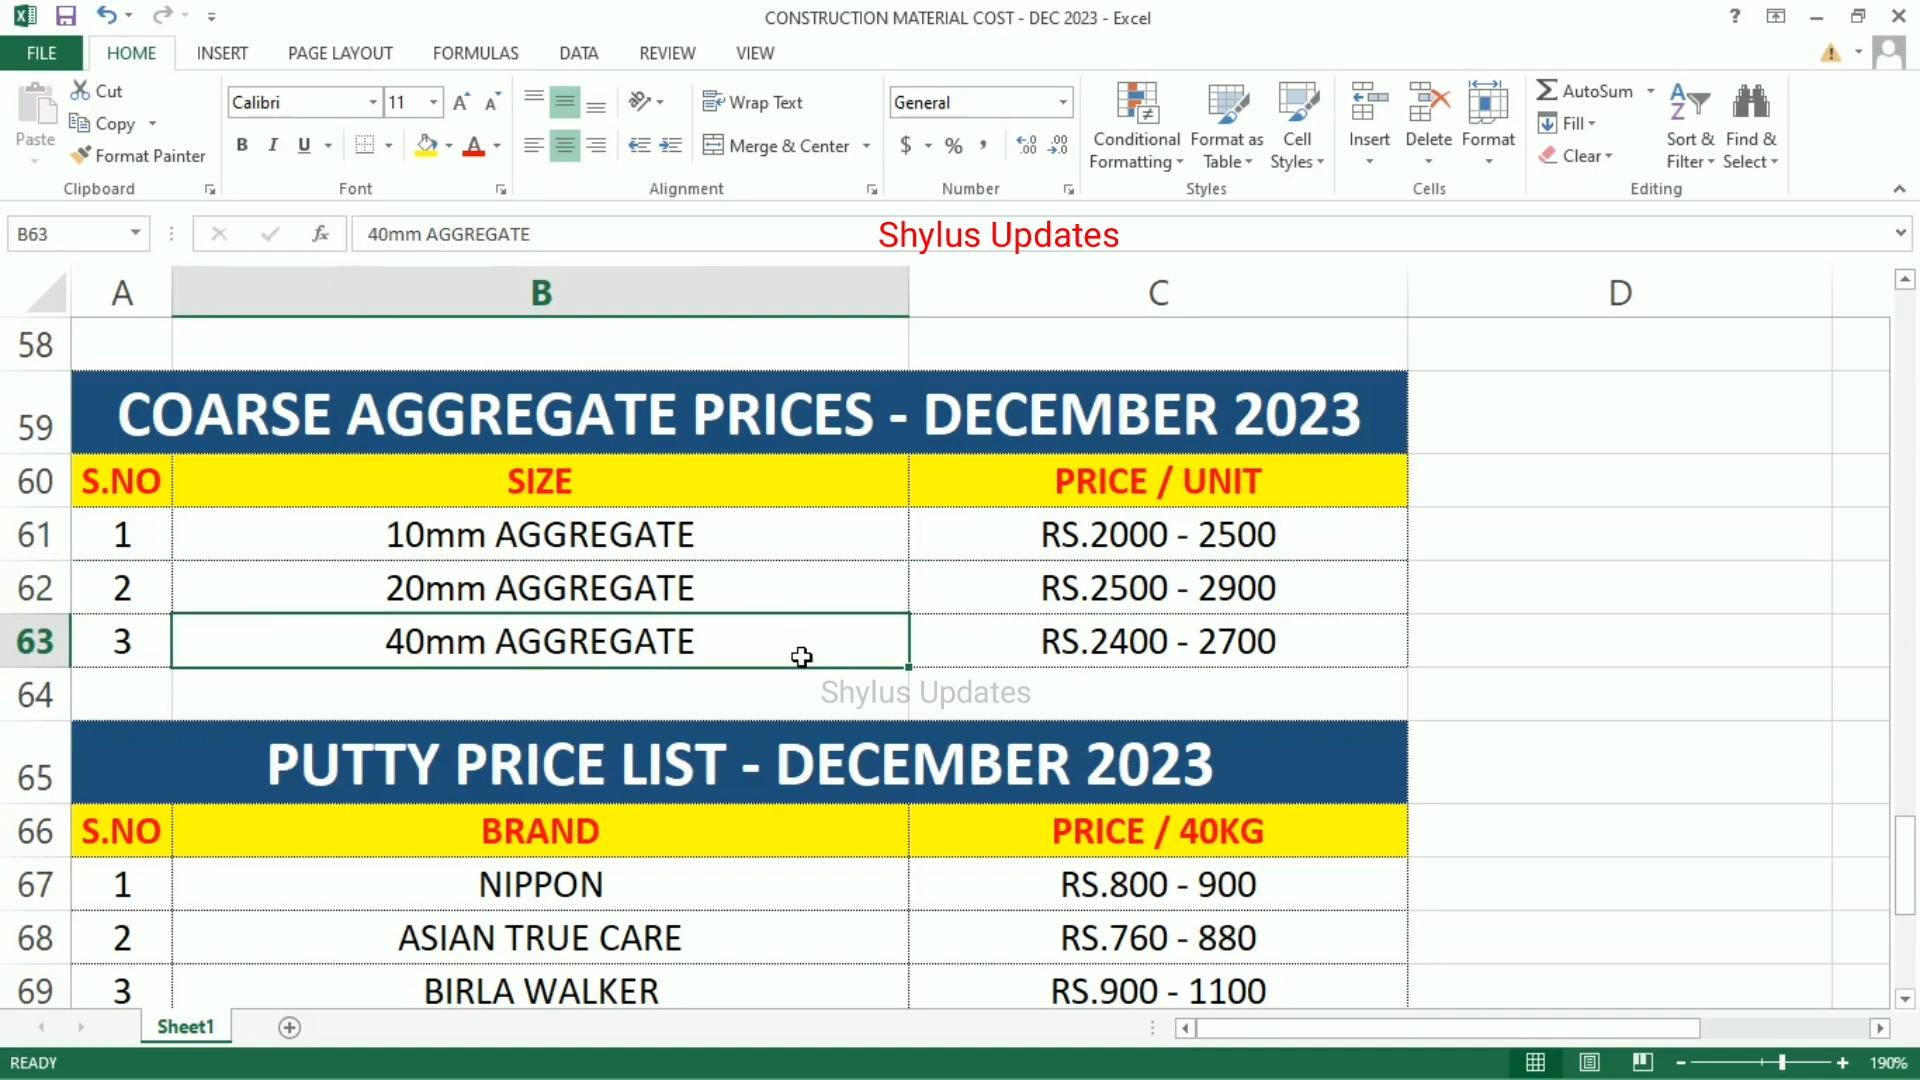 CONSTRUCTION MATERIAL COST - DEC 2023 - Excel
FILE HOME INSERT PAGE LAYOUT FORMULAS DATA REVIEW VIEW
Paste Cut Copy Format Painter
Calibri 11
Wrap Text
Merge & Center
General
Conditional Formatting
Format as Table
Cell Styles
Insert Delete Format
AutoSum
Fill
Clear
Sort & Filter
Find & Select
Clipboard Font Alignment Number Styles Cells Editing
B63 fx 40mm AGGREGATE Shylus Updates
A B C D
58
59 COARSE AGGREGATE PRICES - DECEMBER 2023
60 S.NO SIZE PRICE / UNIT
61 1 10mm AGGREGATE RS.2000 - 2500
62 2 20mm AGGREGATE RS.2500 - 2900
63 3 40mm AGGREGATE RS.2400 - 2700
64 Shylus Updates
65 PUTTY PRICE LIST - DECEMBER 2023
66 S.NO BRAND PRICE / 40KG
67 1 NIPPON RS.800 - 900
68 2 ASIAN TRUE CARE RS.760 - 880
69 3 BIRLA WALKER RS.900 - 1100
Sheet1
READY 190%